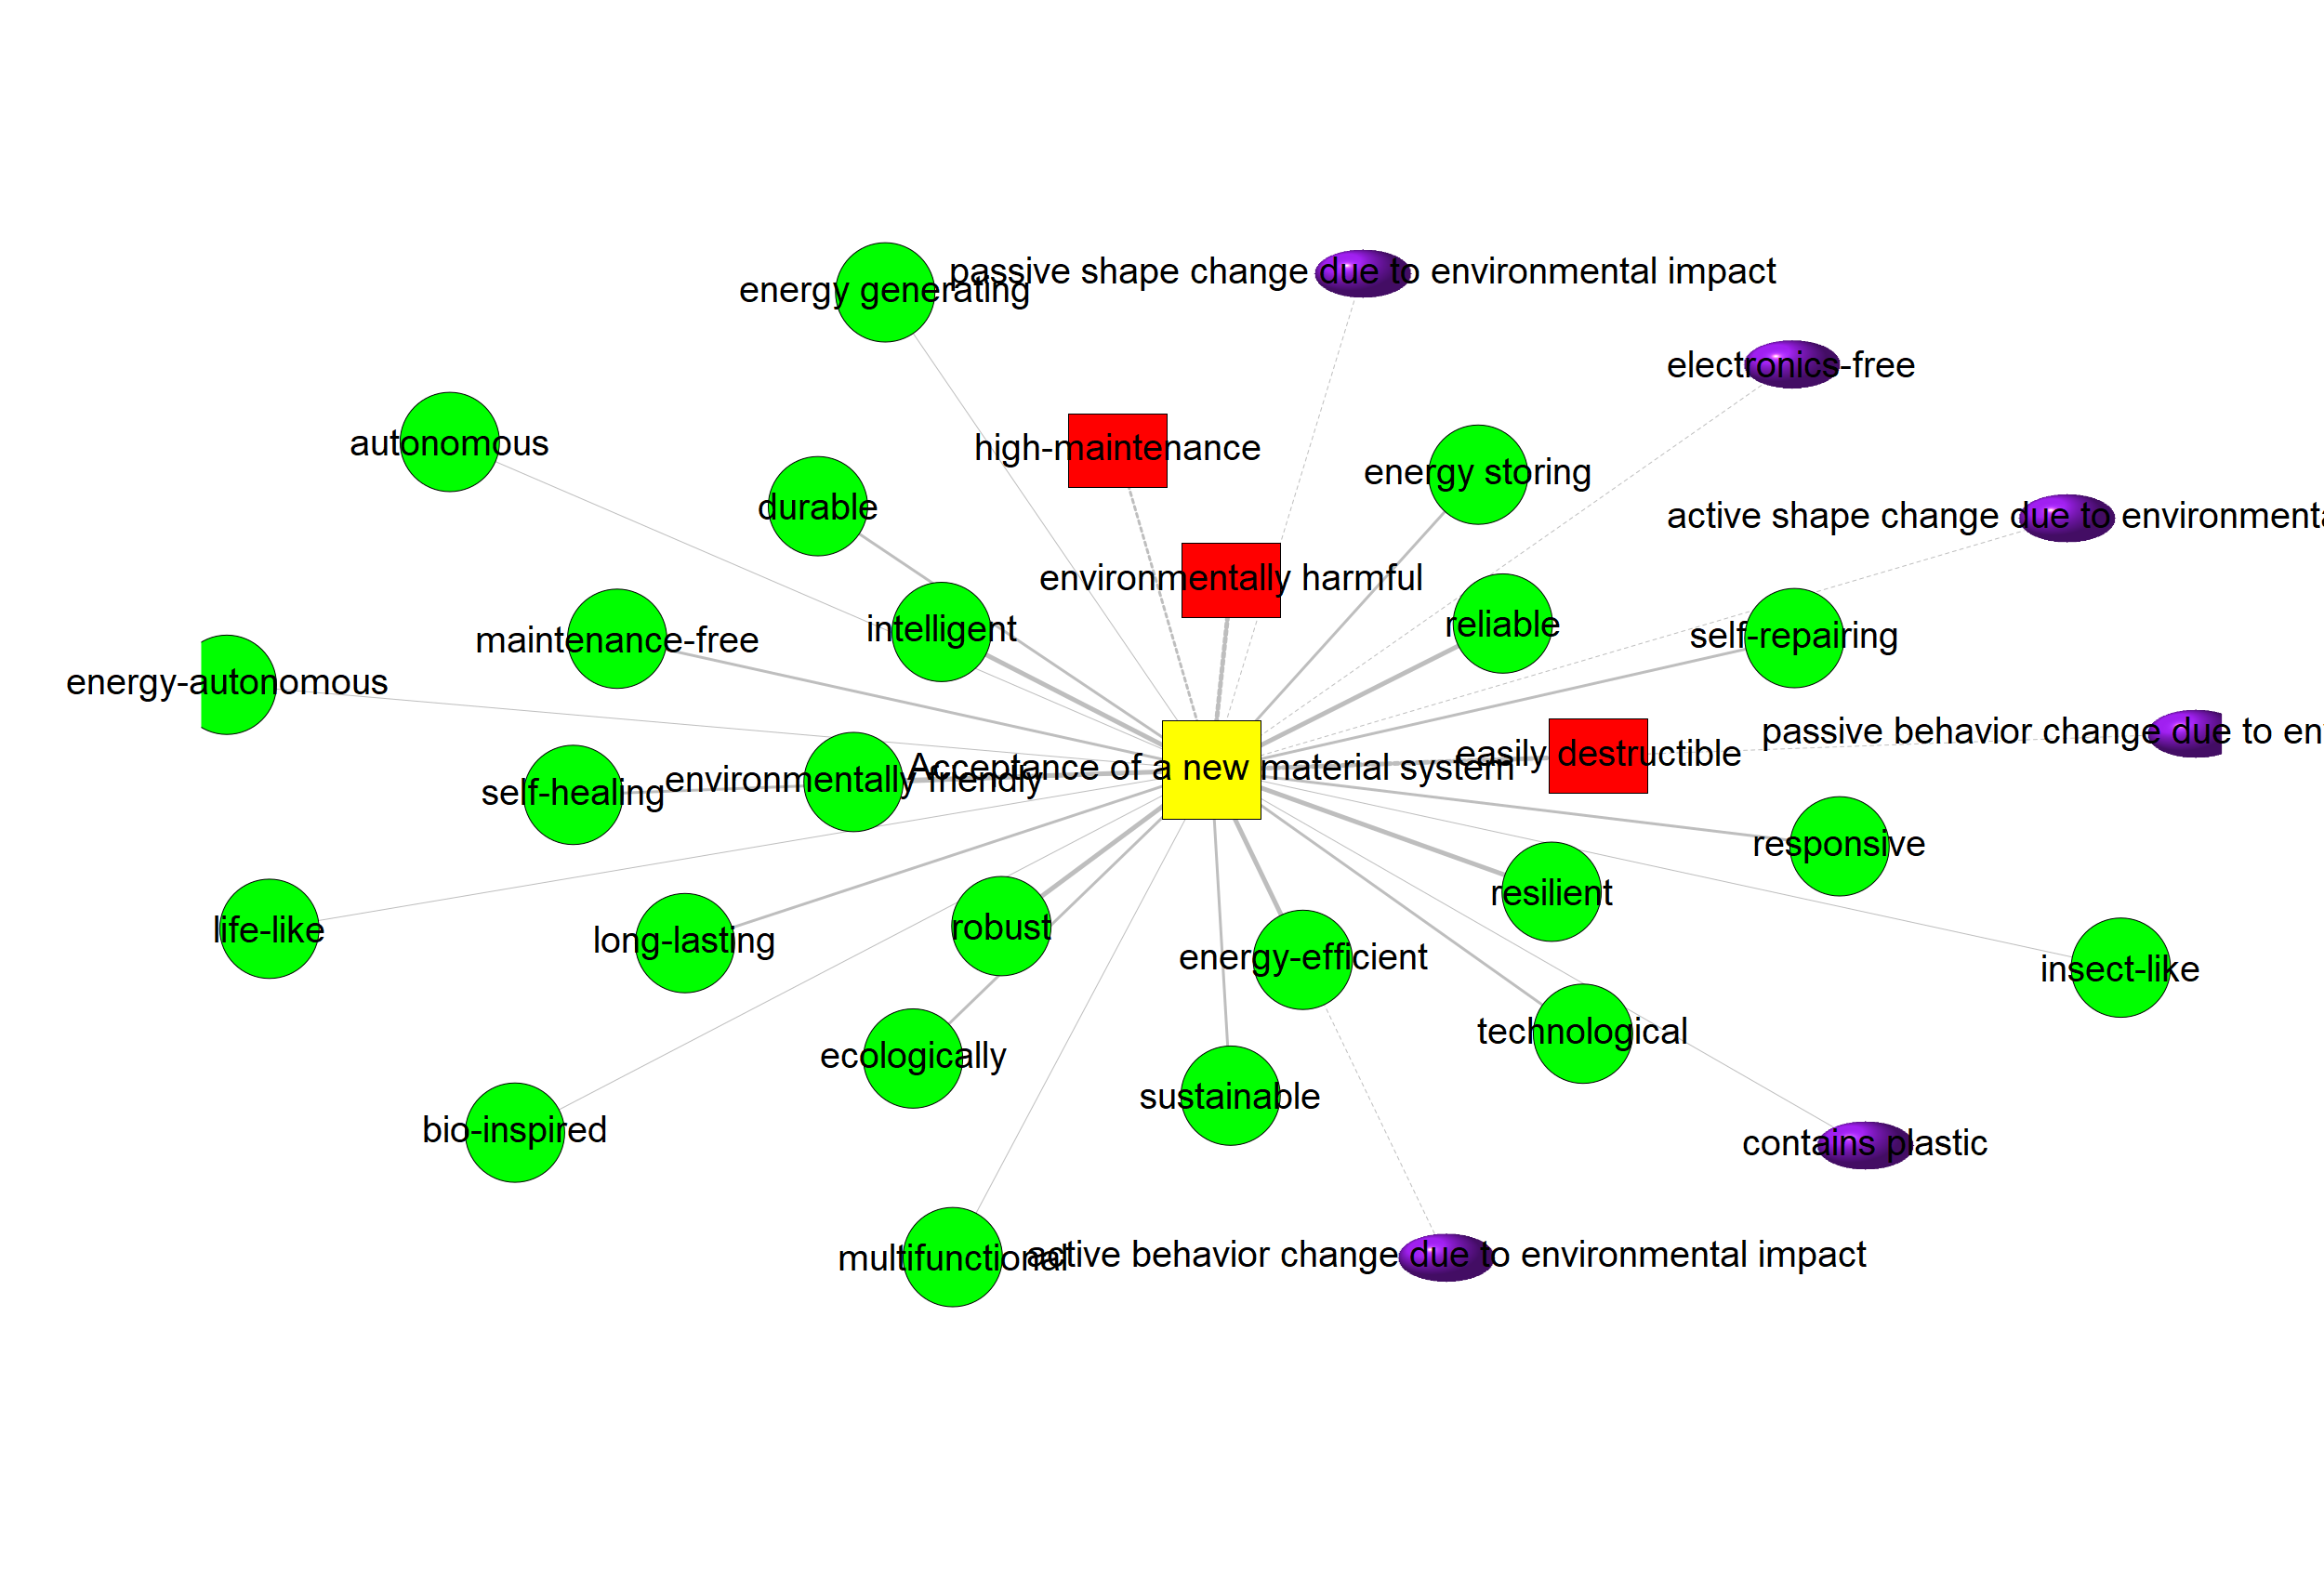 passive shape change due to environmental impact
energy generating
electronics-free
autonomous
high-maintenance
energy storing
durable
active shape change due to
environmentally harmful
intelligent
reliable
maintenance-free
self-repairing
energy-autonomous
passive behavior change due to
easily destructible
Acceptance of a new material system
environmentally friendly
self-healing
responsive
resilient
life-like
robust
long-lasting
energy-efficient
insect-like
technological
ecologically
sustainable
bio-inspired
contains plastic
active behavior change due to environmental impact
multifunctional